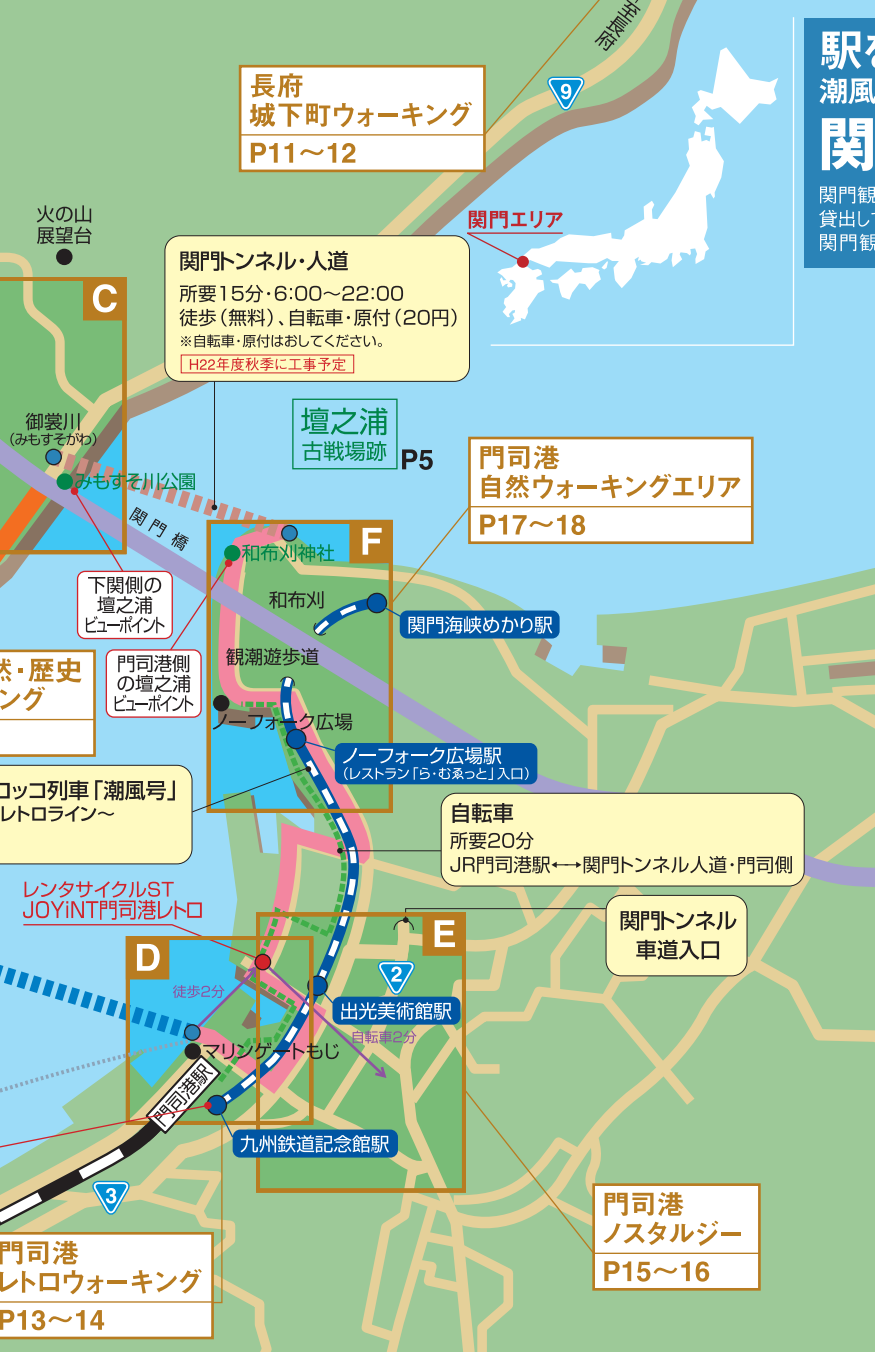 至長府
長府
城下町ウォーキング
P11〜12
9
駅を
潮風
関
関門観
貸出して
関門観
関門エリア
火の山
展望台
C
関門トンネル・人道
所要15分・6:00〜22:00
徒歩(無料)、自転車・原付(20円)
※自転車・原付はおしてください。
H22年度秋季に工事予定
壇之浦
古戦場跡
P5
御裳川
(みもすそがわ)
みもすそ川公園
関門橋
門司港
自然ウォーキングエリア
P17〜18
F
和布刈神社
和布刈
関門海峡めかり駅
下関側の
壇之浦
ビューポイント
門司港側
の壇之浦
ビューポイント
然・歴史
ング
観潮遊歩道
ノーフォーク広場
ノーフォーク広場駅
(レストラン「ら・むゑっと」入口)
ロッコ列車「潮風号」
レトロライン〜
自転車
所要20分
JR門司港駅⟷関門トンネル人道・門司側
レンタサイクルST
JOYiNT門司港レトロ
関門トンネル
車道入口
E
D
2
徒歩2分
出光美術館駅
自転車2分
マリンゲートもじ
門司港駅
九州鉄道記念館駅
3
門司港
ノスタルジー
P15〜16
門司港
レトロウォーキング
P13〜14